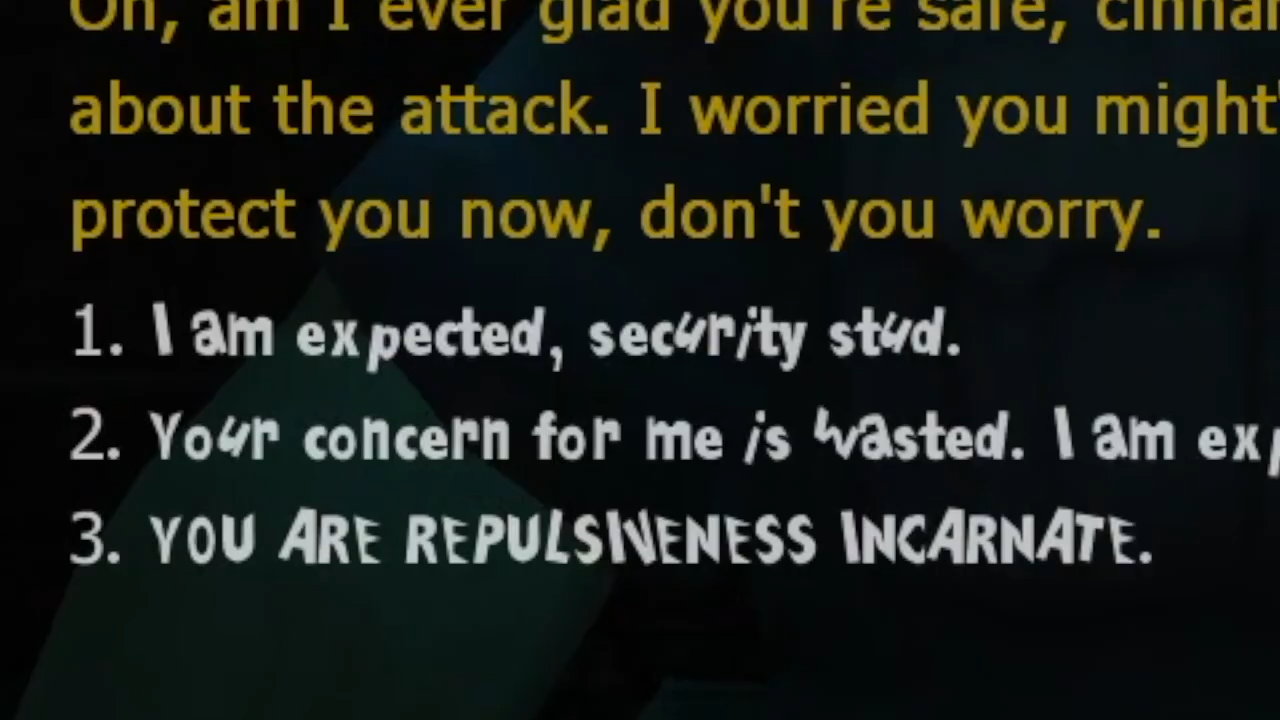 Oh, am I ever glad you're safe,
about the attack. I worried you might
protect you now, don't you worry.
1. I am expected, security stud.
2. Your concern for me is wasted. I am
3. YOU ARE REPULSIVENESS INCARNATE.